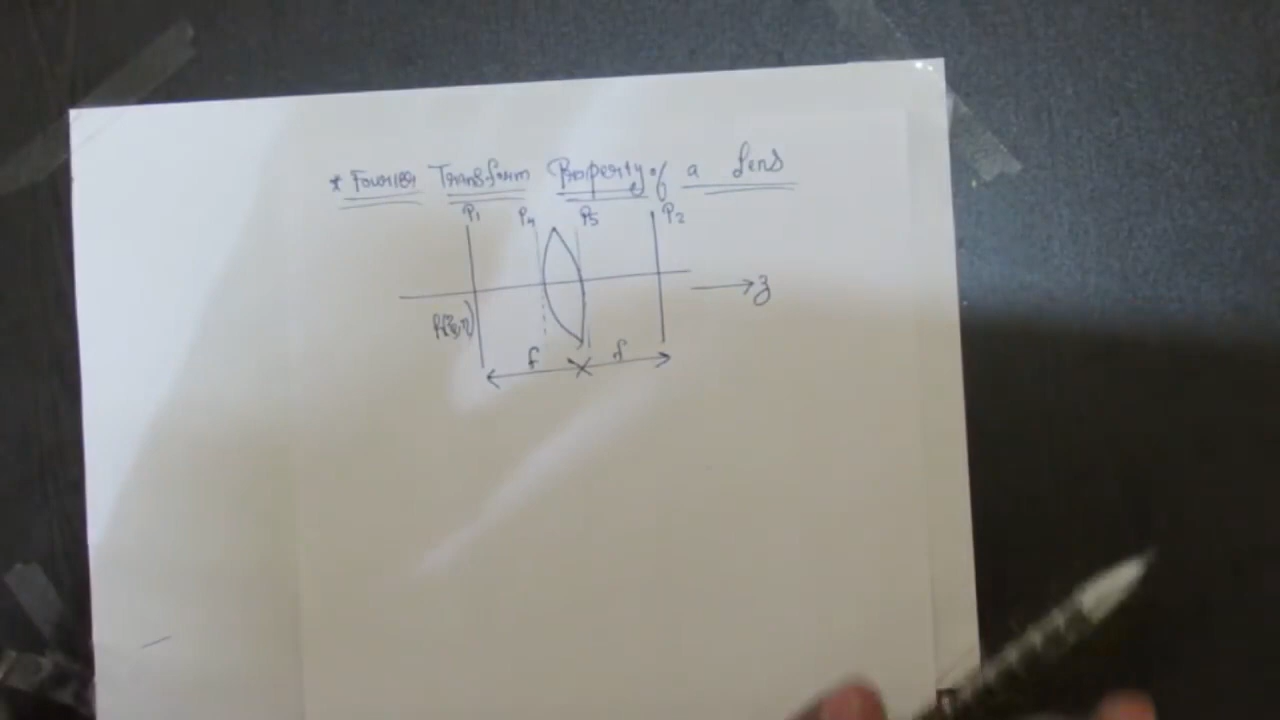 * Fourier Transform Property of a Lens
P₁ P₄ P₅ P₂
z
f f